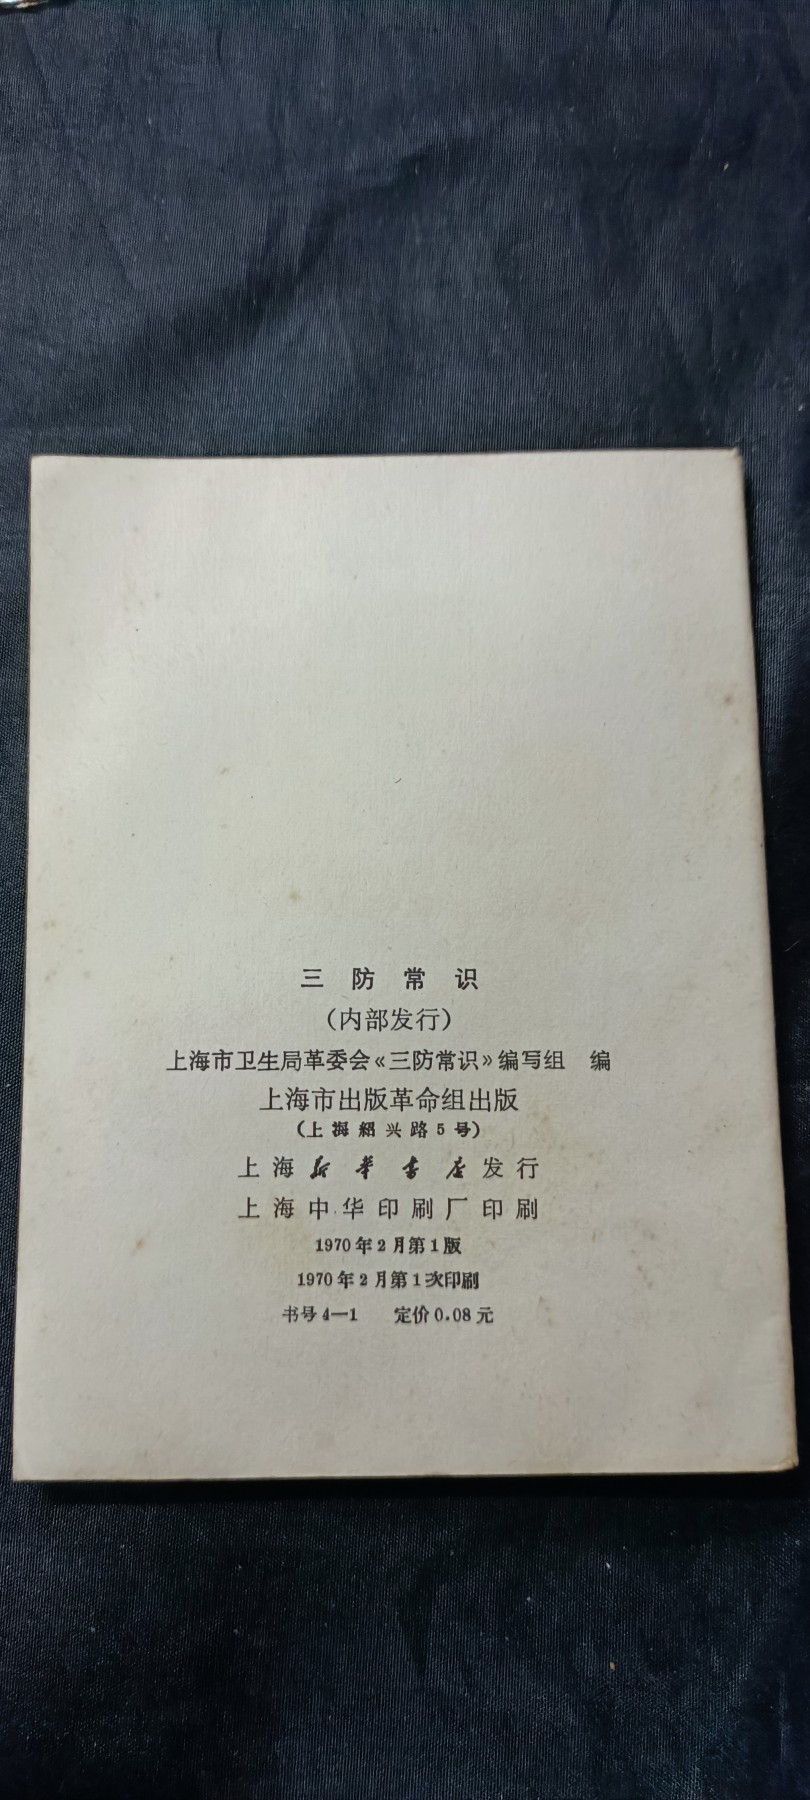 三防常识
（内部发行）
上海市卫生局革委会《三防常识》编写组 编
上海市出版革命组出版
（上海紹兴路5号）
上海新华书店发行
上海中华印刷厂印刷
1970年2月第1版
1970年2月第1次印刷
书号4—1 定价0.08元